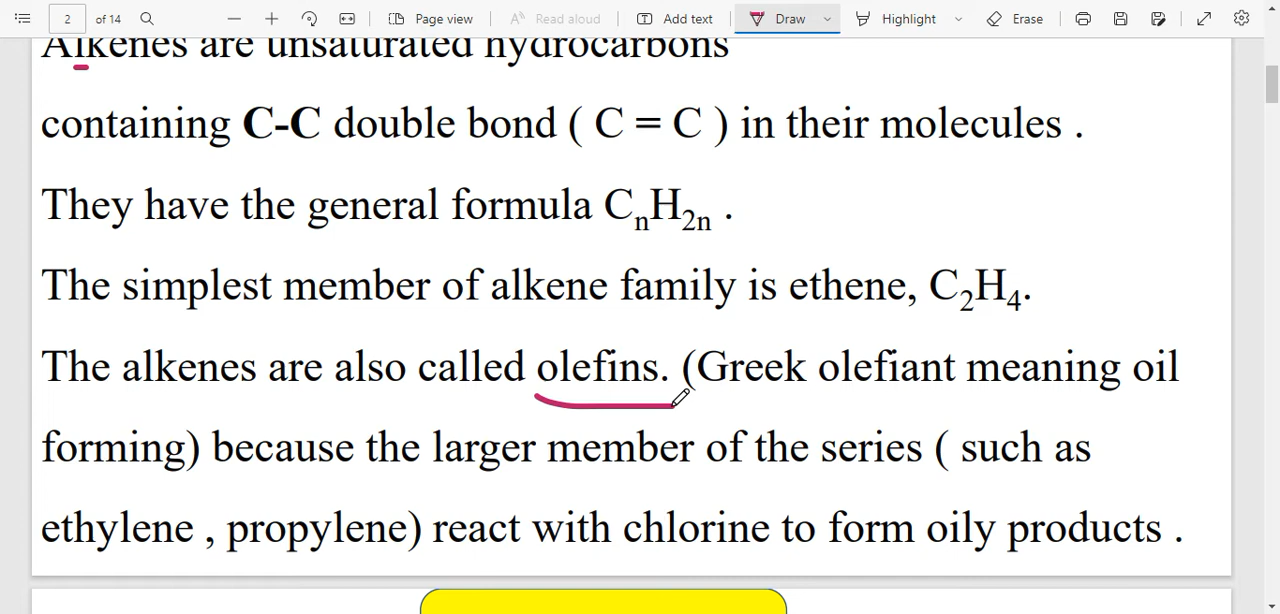 2 of 14 Page view Read aloud Add text Draw Highlight Erase
Alkenes are unsaturated hydrocarbons
containing C-C double bond ( C = C ) in their molecules .
They have the general formula CₙH₂ₙ .
The simplest member of alkene family is ethene, C₂H₄.
The alkenes are also called olefins. (Greek olefiant meaning oil
forming) because the larger member of the series ( such as
ethylene , propylene) react with chlorine to form oily products .